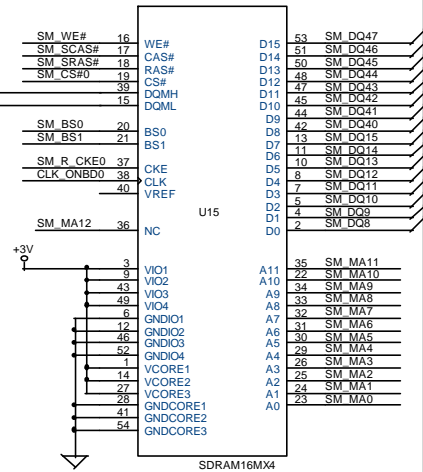 SM_WE# 16 WE# D15 53 SM_DQ47
SM_SCAS# 17 CAS# D14 51 SM_DQ46
SM_SRAS# 18 RAS# D13 50 SM_DQ45
SM_CS#0 19 CS# D12 48 SM_DQ44
39 DQMH D11 47 SM_DQ43
15 DQML D10 45 SM_DQ42
D9 44 SM_DQ41
SM_BS0 20 BS0 D8 42 SM_DQ40
SM_BS1 21 BS1 D7 13 SM_DQ15
D6 11 SM_DQ14
SM_R_CKE0 37 CKE D5 10 SM_DQ13
CLK_ONBD0 38 CLK D4 8 SM_DQ12
40 VREF D3 7 SM_DQ11
D2 5 SM_DQ10
U15 D1 4 SM_DQ9
SM_MA12 36 NC D0 2 SM_DQ8
+3V
3 VIO1 A11 35 SM_MA11
9 VIO2 A10 22 SM_MA10
43 VIO3 A9 34 SM_MA9
49 VIO4 A8 33 SM_MA8
6 GNDIO1 A7 32 SM_MA7
12 GNDIO2 A6 31 SM_MA6
46 GNDIO3 A5 30 SM_MA5
52 GNDIO4 A4 29 SM_MA4
1 VCORE1 A3 26 SM_MA3
14 VCORE2 A2 25 SM_MA2
27 VCORE3 A1 24 SM_MA1
28 GNDCORE1 A0 23 SM_MA0
41 GNDCORE2
54 GNDCORE3
SDRAM16MX4